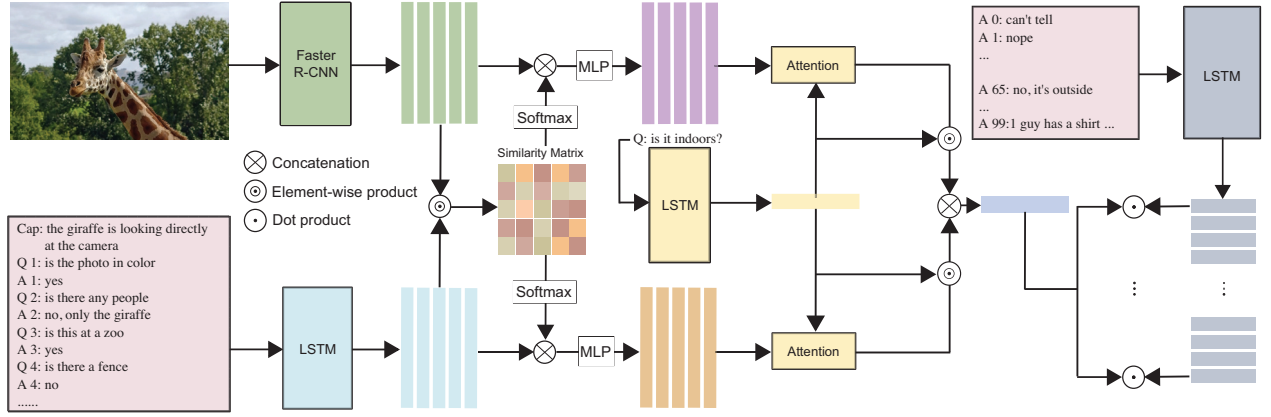 Faster
R-CNN
MLP
Attention
A 0: can't tell
A 1: nope
...
A 65: no, it's outside
...
A 99:1 guy has a shirt ...
LSTM
Softmax
Similarity Matrix
Q: is it indoors?
LSTM
Concatenation
Element-wise product
Dot product
Cap: the giraffe is looking directly
at the camera
Q 1: is the photo in color
A 1: yes
Q 2: is there any people
A 2: no, only the giraffe
Q 3: is this at a zoo
A 3: yes
Q 4: is there a fence
A 4: no
......
LSTM
Softmax
MLP
Attention